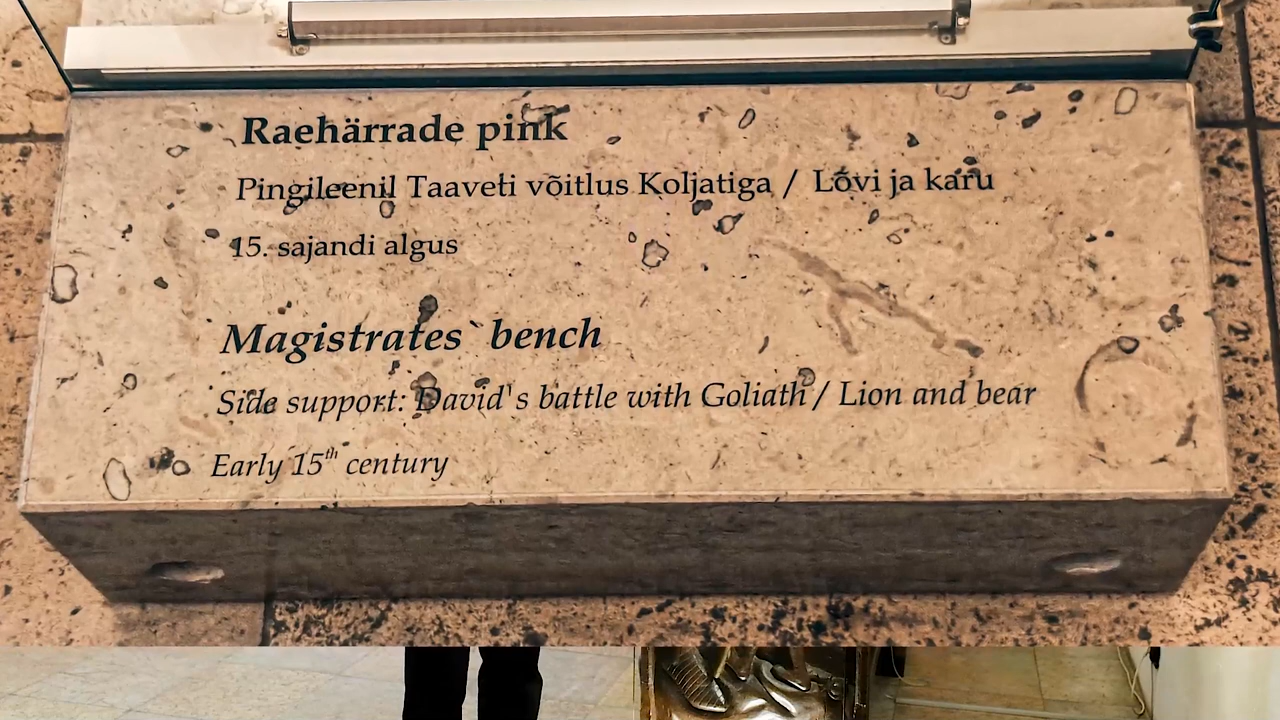 Raehärrade pink
Pingileenil Taaveti võitlus Koljatiga / Lõvi ja karu
15. sajandi algus
Magistrates` bench
Side support: David's battle with Goliath / Lion and bear
Early 15th century